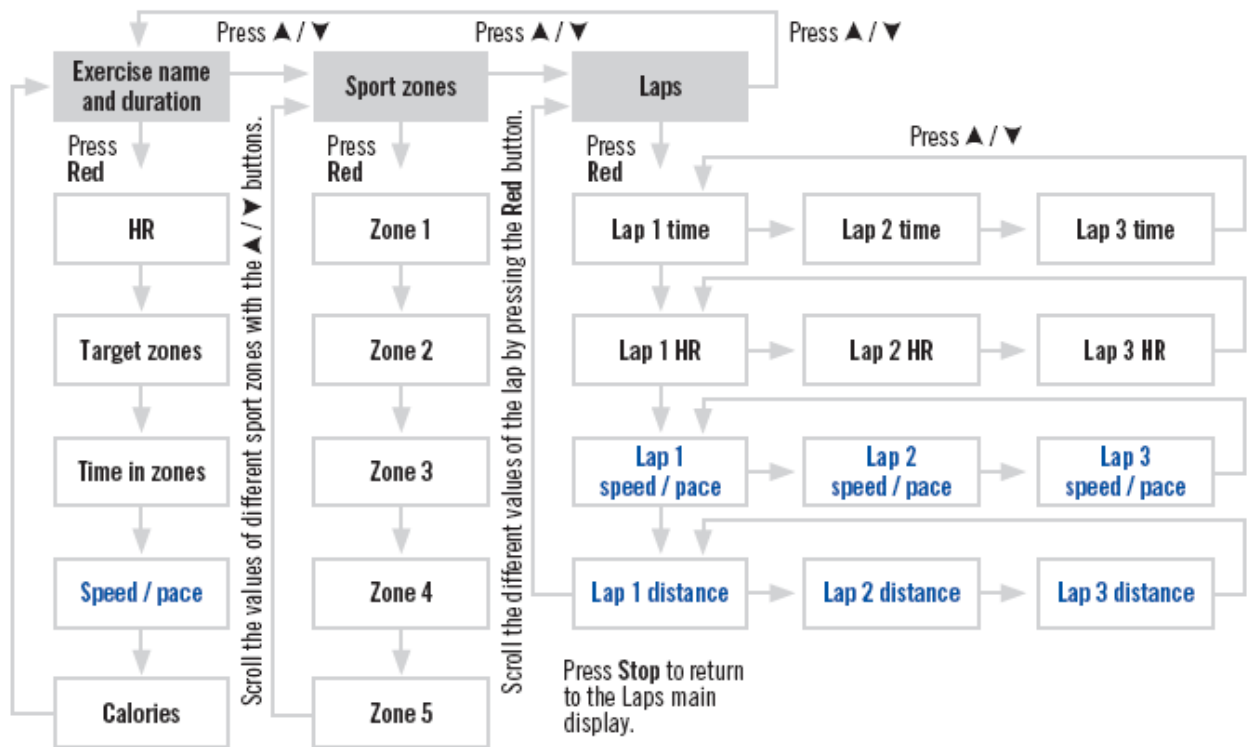 Press ▲ / ▼
Press ▲ / ▼
Press ▲ / ▼
Exercise name
and duration
Sport zones
Laps
Press
Red
Press
Red
Press
Red
Press ▲ / ▼
HR
Target zones
Time in zones
Speed / pace
Calories
Scroll the values of different sport zones with the ▲ / ▼ buttons.
Zone 1
Zone 2
Zone 3
Zone 4
Zone 5
Scroll the different values of the lap by pressing the Red button.
Lap 1 time
Lap 2 time
Lap 3 time
Lap 1 HR
Lap 2 HR
Lap 3 HR
Lap 1
speed / pace
Lap 2
speed / pace
Lap 3
speed / pace
Lap 1 distance
Lap 2 distance
Lap 3 distance
Press Stop to return
to the Laps main
display.